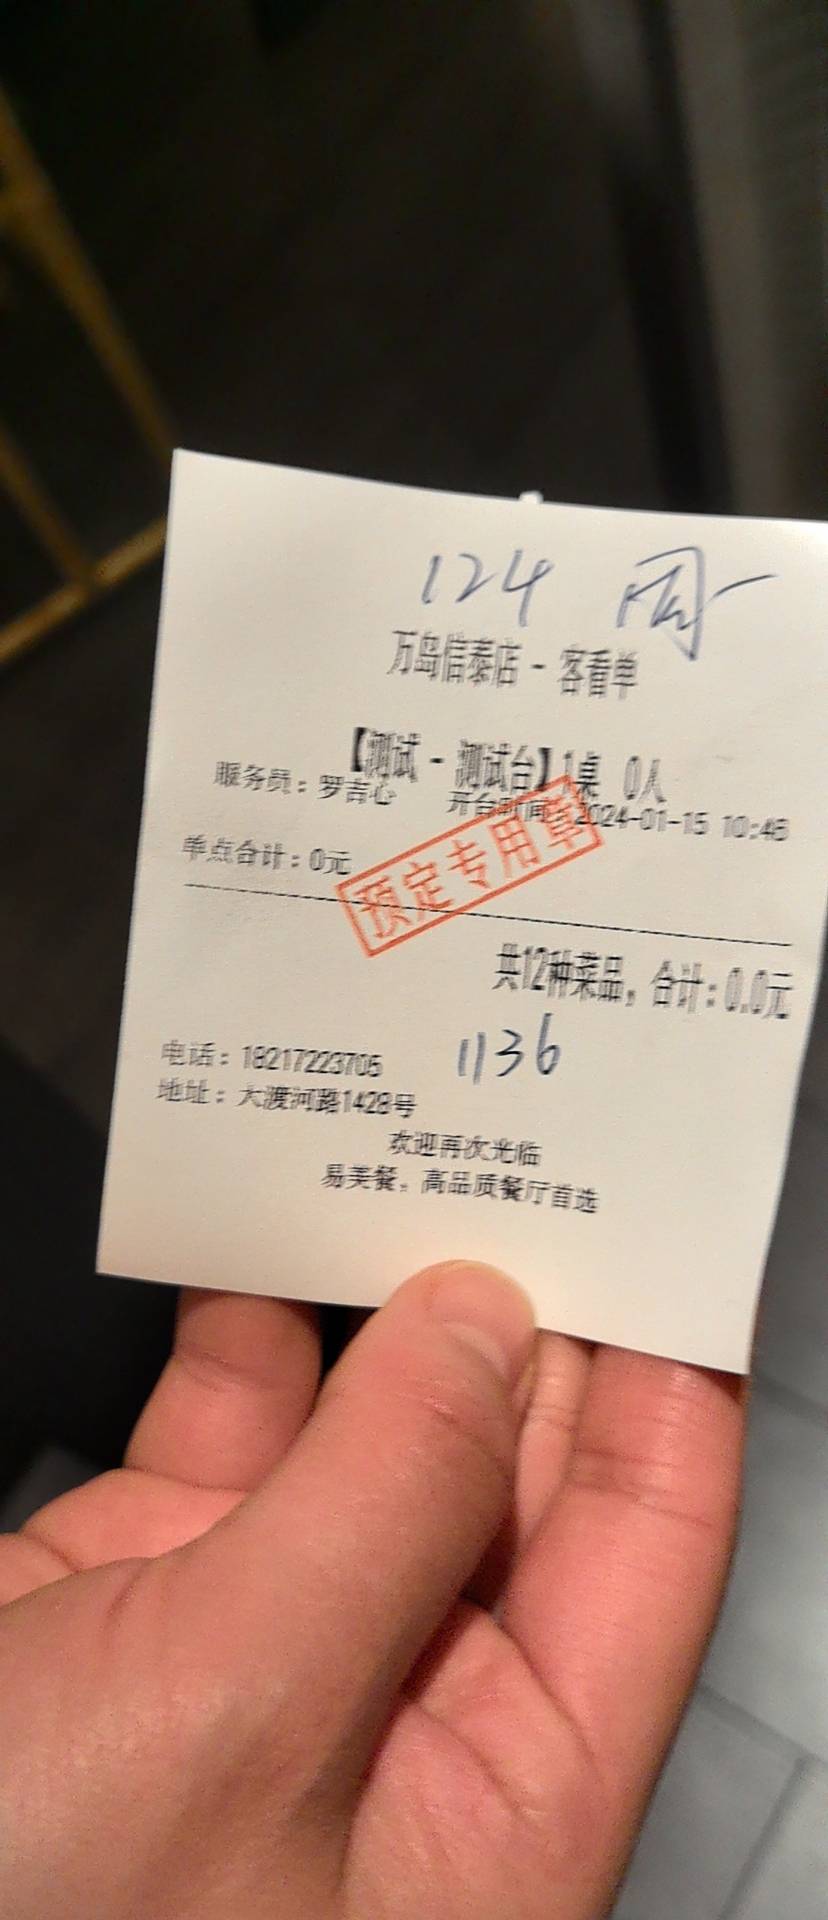 124 周
万岛信泰店 - 客看单
【测试 - 测试台】1桌 0人
服务员：罗吉心 开台时间：2024-01-15 10:45
单点合计：0元
预定专用章
共12种菜品，合计：0.0元
电话：18217223705
1136
地址：大渡河路1428号
欢迎再次光临
易芙餐，高品质餐厅首选